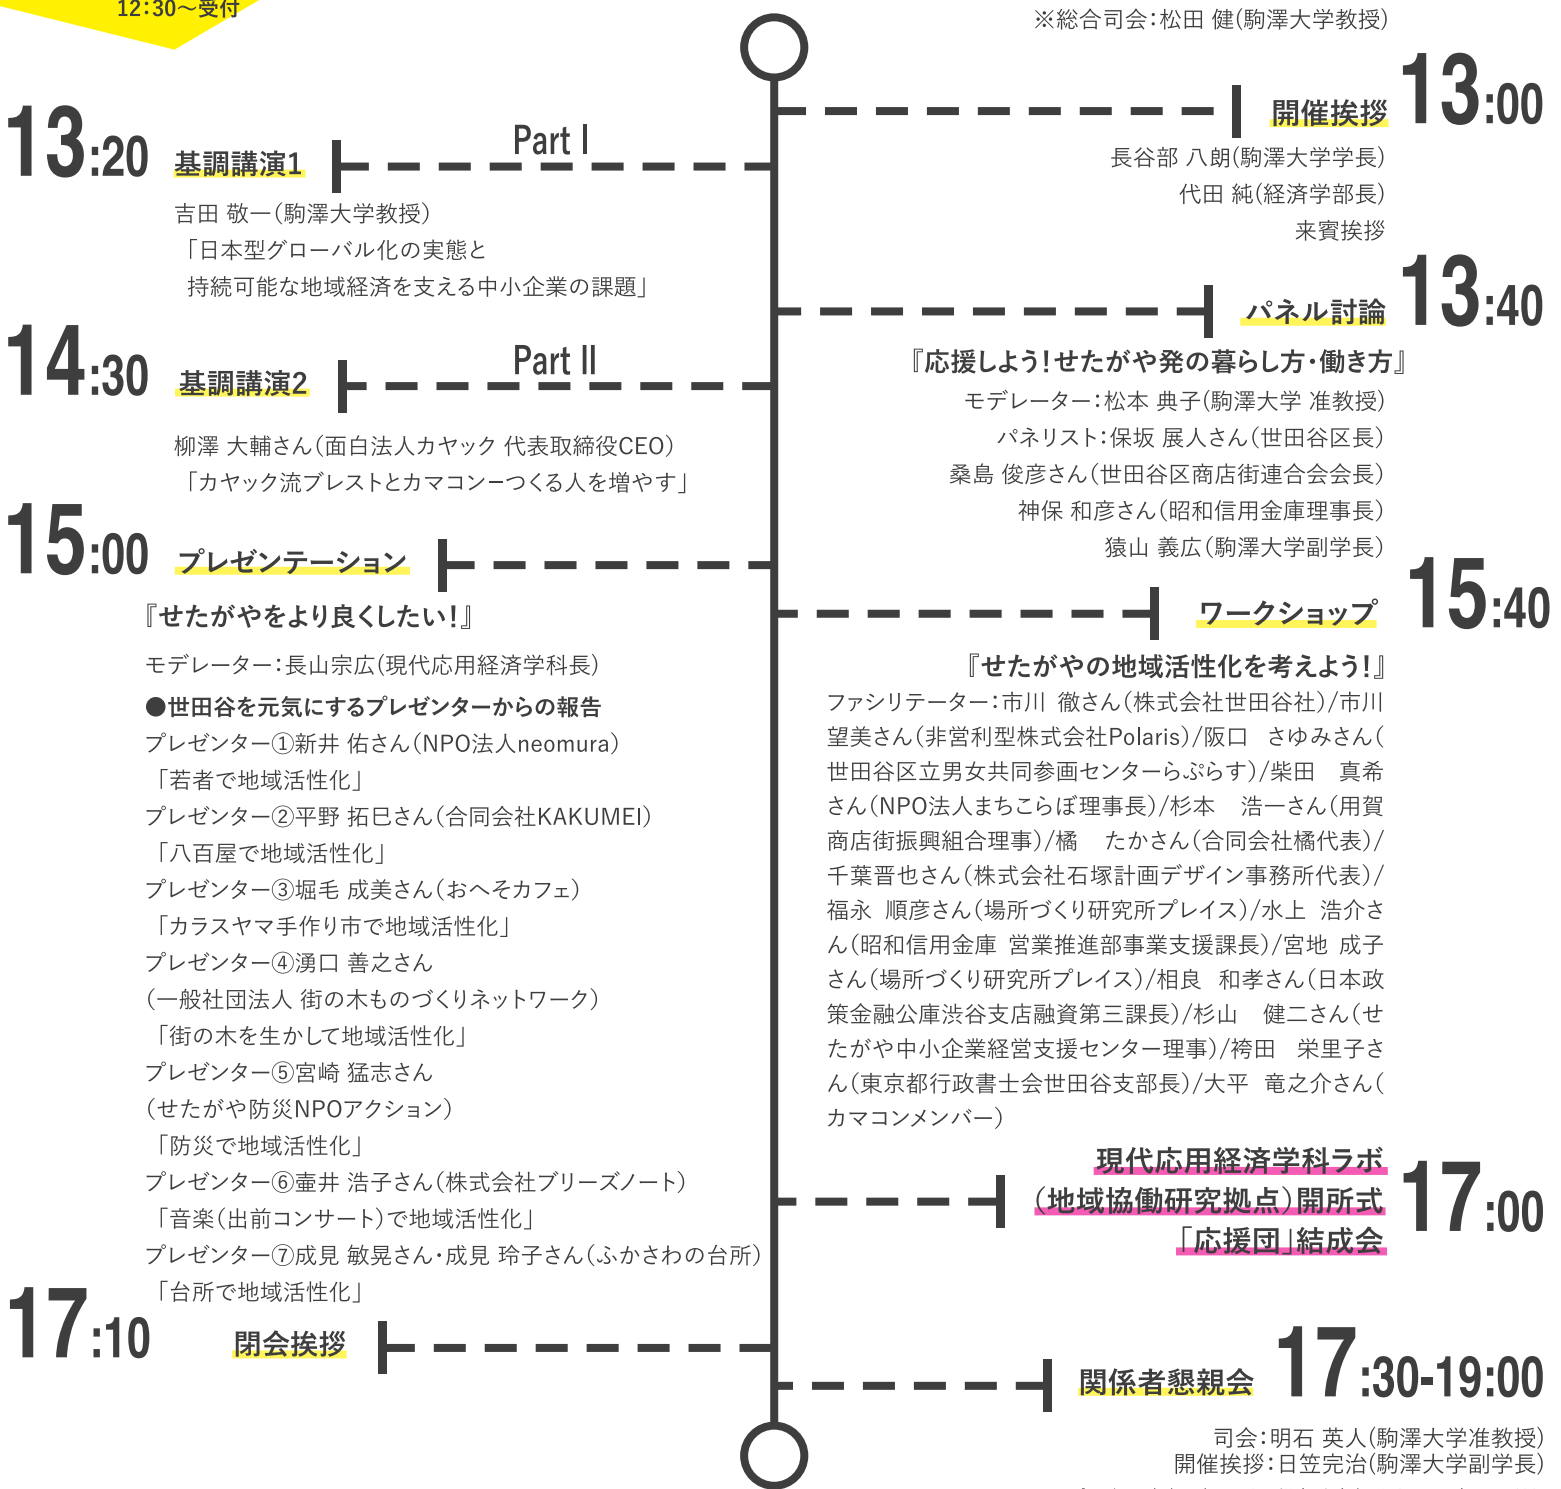 12:30〜受付
※総合司会:松田 健(駒澤大学教授)
開催挨拶 13:00
長谷部 八朗(駒澤大学学長)
代田 純(経済学部長)
来賓挨拶
13:20 基調講演1 Part I
吉田 敬一(駒澤大学教授)
「日本型グローバル化の実態と
持続可能な地域経済を支える中小企業の課題」
パネル討論 13:40
『応援しよう!せたがや発の暮らし方・働き方』
モデレーター:松本 典子(駒澤大学 准教授)
パネリスト:保坂 展人さん(世田谷区長)
桑島 俊彦さん(世田谷区商店街連合会会長)
神保 和彦さん(昭和信用金庫理事長)
猿山 義広(駒澤大学副学長)
14:30 基調講演2 Part II
柳澤 大輔さん(面白法人カヤック 代表取締役CEO)
「カヤック流ブレストとカマコンーつくる人を増やす」
15:00 プレゼンテーション
『せたがやをより良くしたい!』
モデレーター:長山宗広(現代応用経済学科長)
●世田谷を元気にするプレゼンターからの報告
プレゼンター①新井 佑さん(NPO法人neomura)
「若者で地域活性化」
プレゼンター②平野 拓巳さん(合同会社KAKUMEI)
「八百屋で地域活性化」
プレゼンター③堀毛 成美さん(おへそカフェ)
「カラスヤマ手作り市で地域活性化」
プレゼンター④湧口 善之さん
(一般社団法人 街の木ものづくりネットワーク)
「街の木を生かして地域活性化」
プレゼンター⑤宮崎 猛志さん
(せたがや防災NPOアクション)
「防災で地域活性化」
プレゼンター⑥壷井 浩子さん(株式会社ブリーズノート)
「音楽(出前コンサート)で地域活性化」
プレゼンター⑦成見 敏晃さん・成見 玲子さん(ふかさわの台所)
「台所で地域活性化」
ワークショップ 15:40
『せたがやの地域活性化を考えよう!』
ファシリテーター:市川 徹さん(株式会社世田谷社)/市川
望美さん(非営利型株式会社Polaris)/阪口 さゆみさん(
世田谷区立男女共同参画センターらぷらす)/柴田 真希
さん(NPO法人まちこらぼ理事長)/杉本 浩一さん(用賀
商店街振興組合理事)/橘 たかさん(合同会社橘代表)/
千葉晋也さん(株式会社石塚計画デザイン事務所代表)/
福永 順彦さん(場所づくり研究所プレイス)/水上 浩介さ
ん(昭和信用金庫 営業推進部事業支援課長)/宮地 成子
さん(場所づくり研究所プレイス)/相良 和孝さん(日本政
策金融公庫渋谷支店融資第三課長)/杉山 健二さん(せ
たがや中小企業経営支援センター理事)/袴田 栄里子さ
ん(東京都行政書士会世田谷支部長)/大平 竜之介さん(
カマコンメンバー)
現代応用経済学科ラボ
(地域協働研究拠点)開所式
「応援団」結成会
17:00
17:10 閉会挨拶
関係者懇親会 17:30-19:00
司会:明石 英人(駒澤大学准教授)
開催挨拶:日笠完治(駒澤大学副学長)